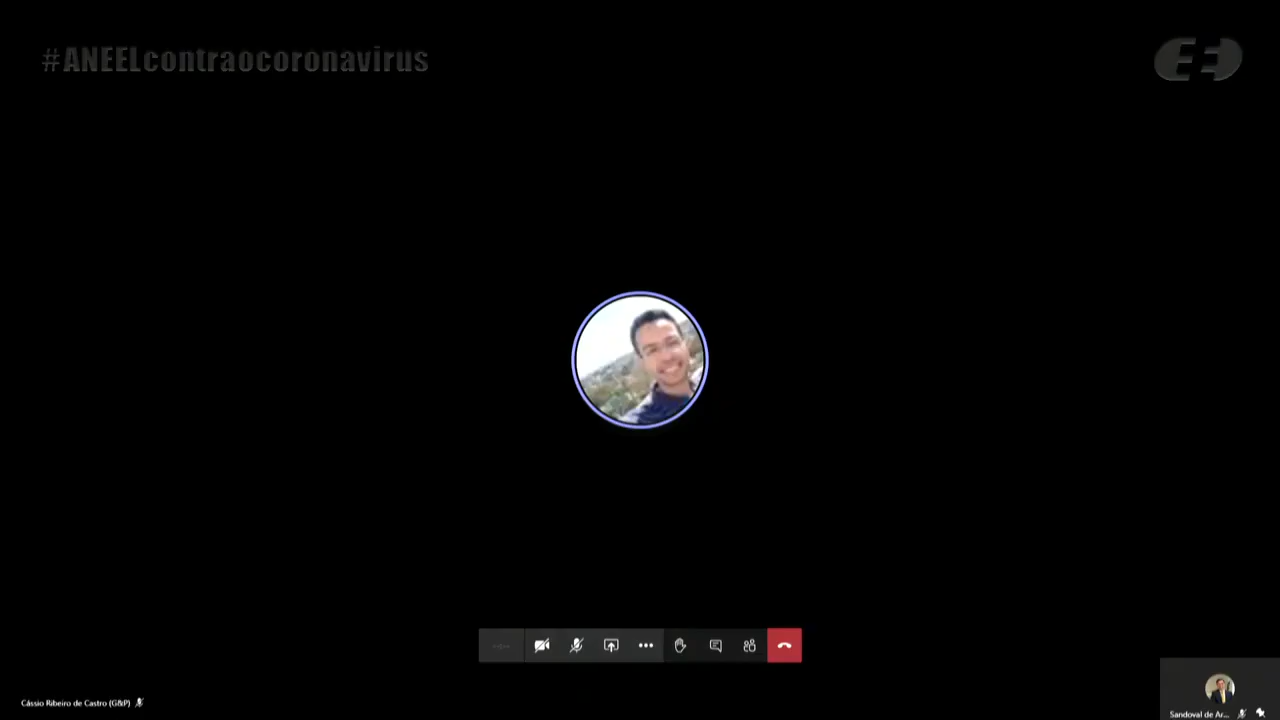 #ANEELcontraocoronavirus
Cássio Ribeiro de Castro (G&P)
Sandoval de Ar...